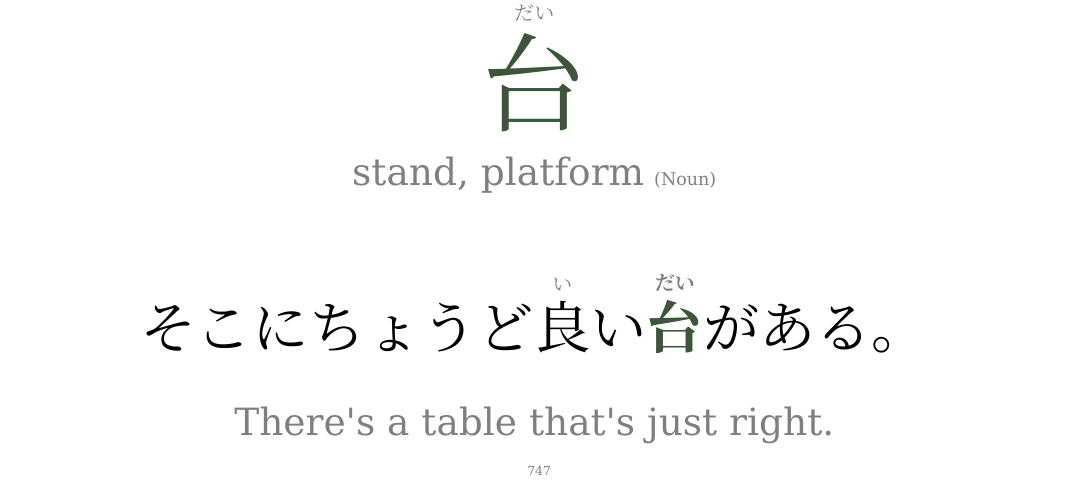 だい
台
stand, platform (Noun)
い だい
そこにちょうど良い台がある。
There's a table that's just right.
747